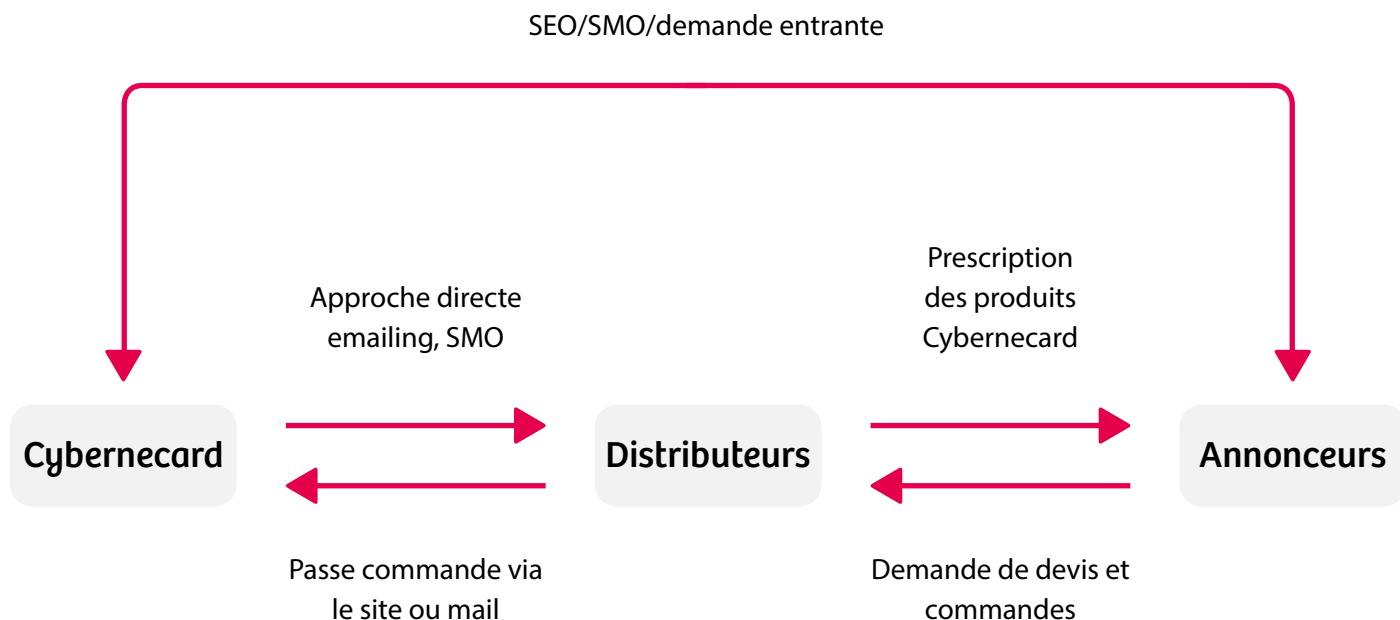 SEO/SMO/demande entrante
Approche directe
emailing, SMO
Prescription
des produits
Cybernecard
Cybernecard
Distributeurs
Annonceurs
Passe commande via
le site ou mail
Demande de devis et
commandes